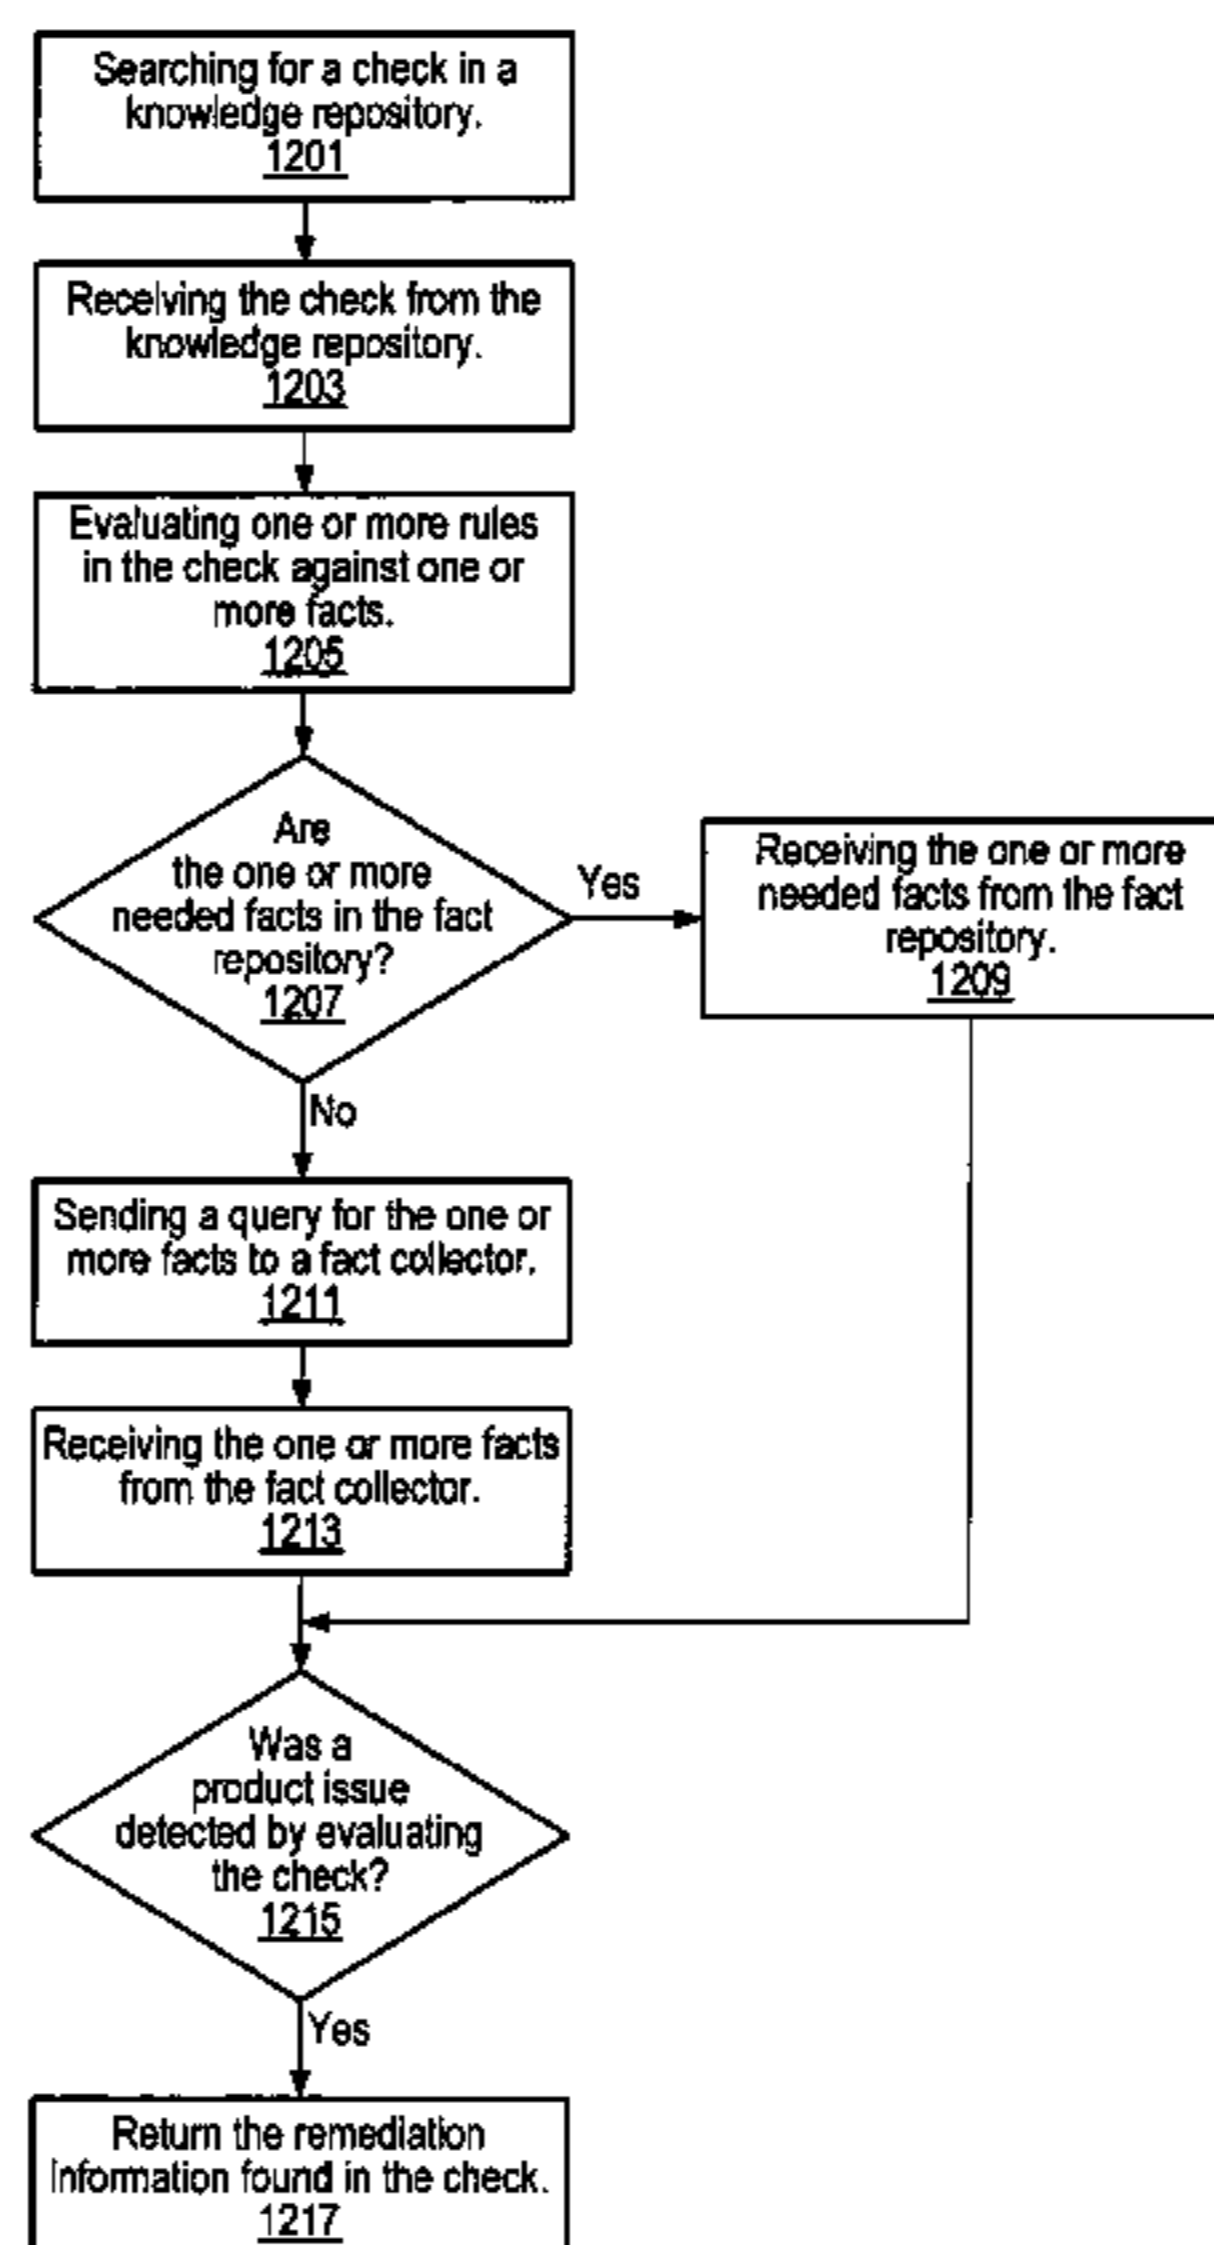 Searching for a check in a
knowledge repository.
1201
Receiving the check from the
knowledge repository.
1203
Evaluating one or more rules
in the check against one or
more facts.
1205
Are
the one or more
needed facts in the fact
repository?
1207
Yes
Receiving the one or more
needed facts from the fact
repository.
1209
No
Sending a query for the one or
more facts to a fact collector.
1211
Receiving the one or more facts
from the fact collector.
1213
Was a
product issue
detected by evaluating
the check?
1215
Yes
Return the remediation
information found in the check.
1217